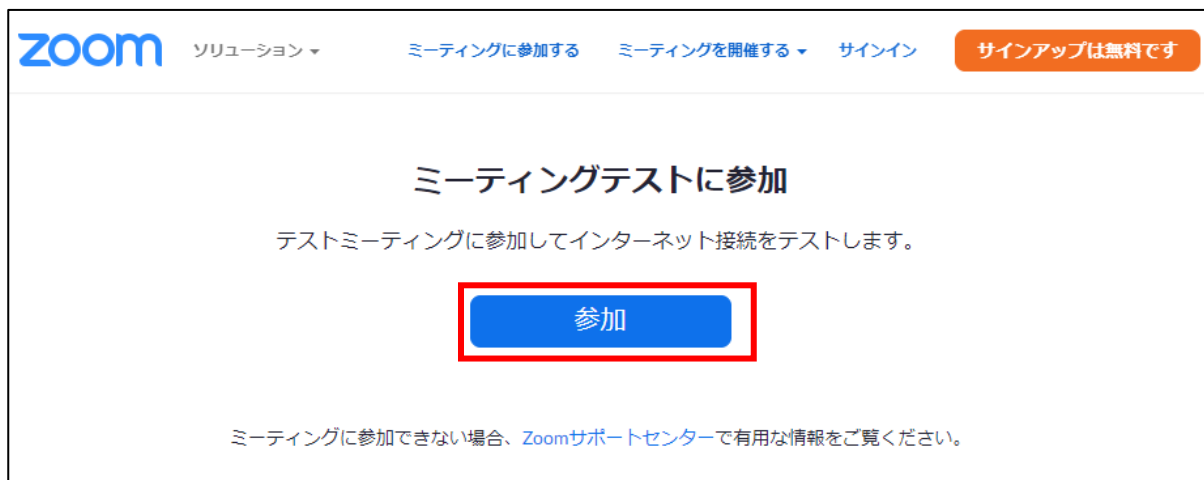 zoom ソリューション ミーティングに参加する ミーティングを開催する サインイン サインアップは無料です
ミーティングテストに参加
テストミーティングに参加してインターネット接続をテストします。
参加
ミーティングに参加できない場合、Zoomサポートセンターで有用な情報をご覧ください。